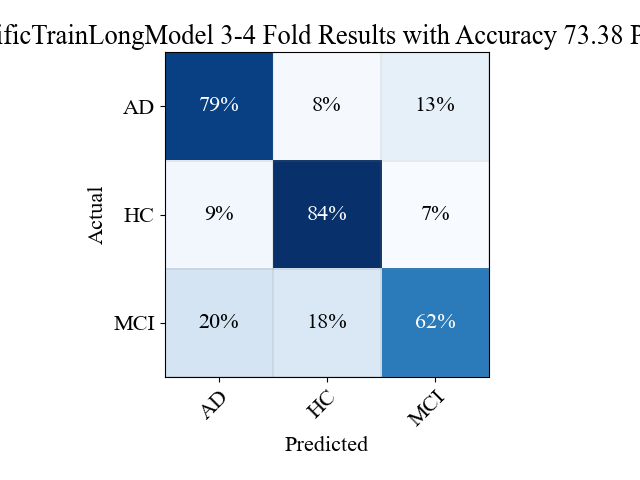 TrainLongModel 3-4 Fold Results with Accuracy 73.38
AD 79% 8% 13%
Actual
HC 9% 84% 7%
MCI 20% 18% 62%
AD HC MCI
Predicted